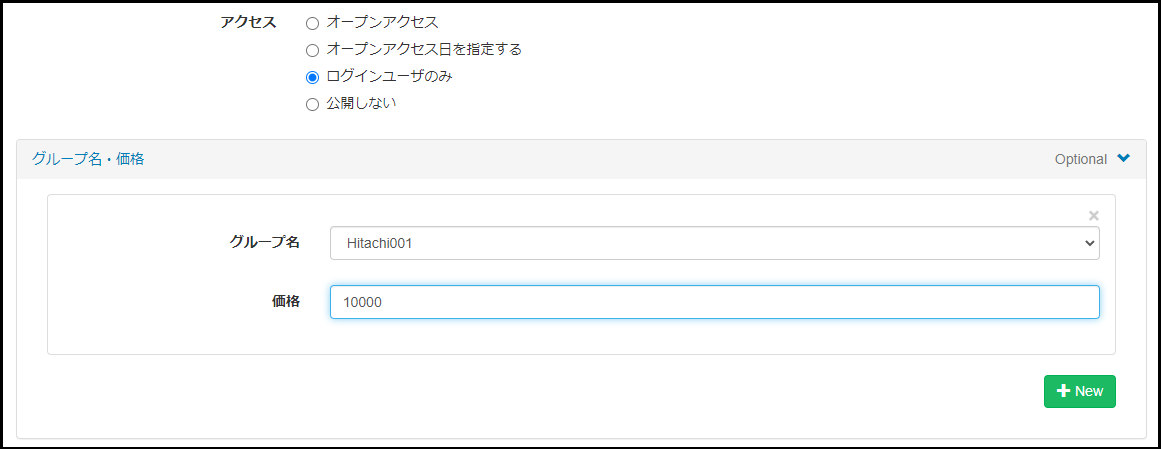 アクセス
オープンアクセス
オープンアクセス日を指定する
ログインユーザのみ
公開しない
グループ名・価格 Optional
×
グループ名 Hitachi001
価格 10000
+ New